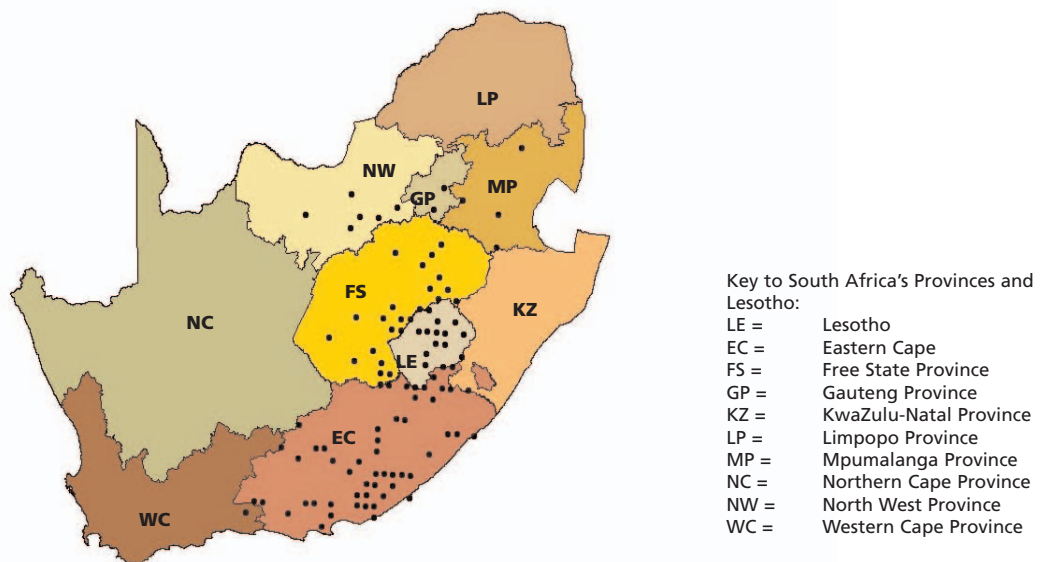 LP
NW
MP
GP
FS
KZ
NC
LE
EC
WC
Key to South Africa's Provinces and
Lesotho:
LE = Lesotho
EC = Eastern Cape
FS = Free State Province
GP = Gauteng Province
KZ = KwaZulu-Natal Province
LP = Limpopo Province
MP = Mpumalanga Province
NC = Northern Cape Province
NW = North West Province
WC = Western Cape Province